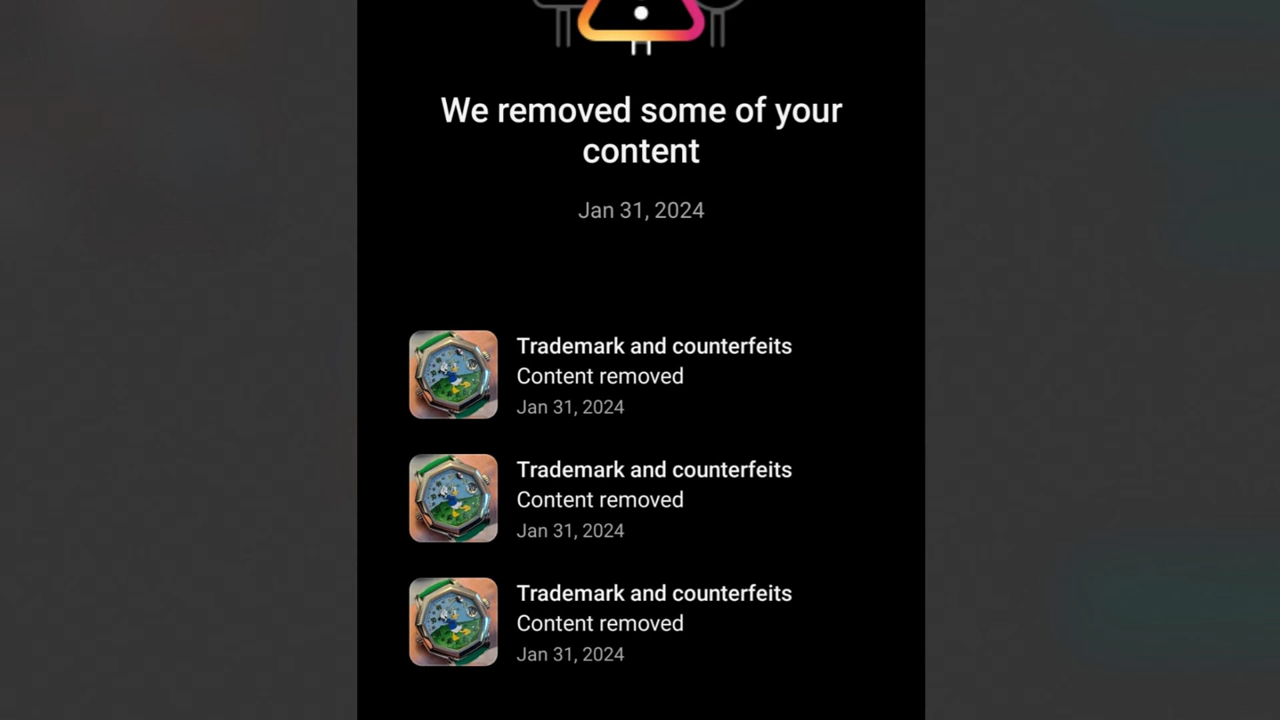 We removed some of your
content
Jan 31, 2024
Trademark and counterfeits
Content removed
Jan 31, 2024
Trademark and counterfeits
Content removed
Jan 31, 2024
Trademark and counterfeits
Content removed
Jan 31, 2024